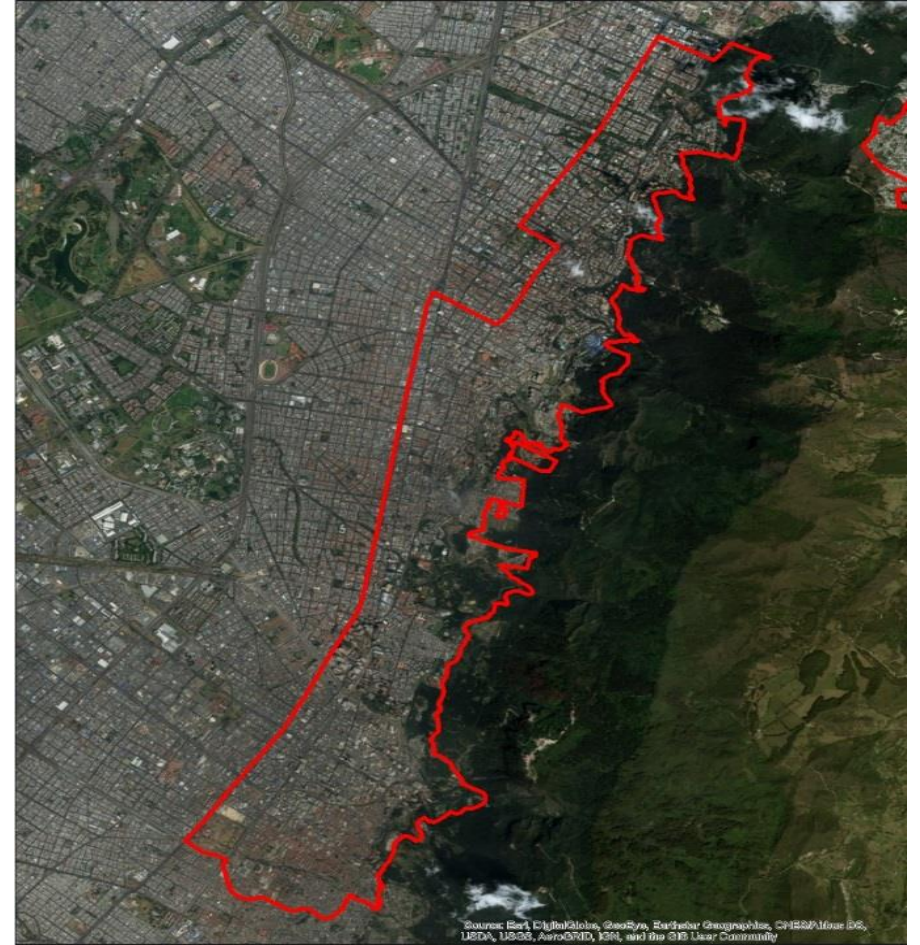 Source: Esri, DigitalGlobe, GeoEye, Earthstar Geographics, CNES/Airbus DS,
USDA, USGS, AeroGRID, IGN, and the GIS User Community